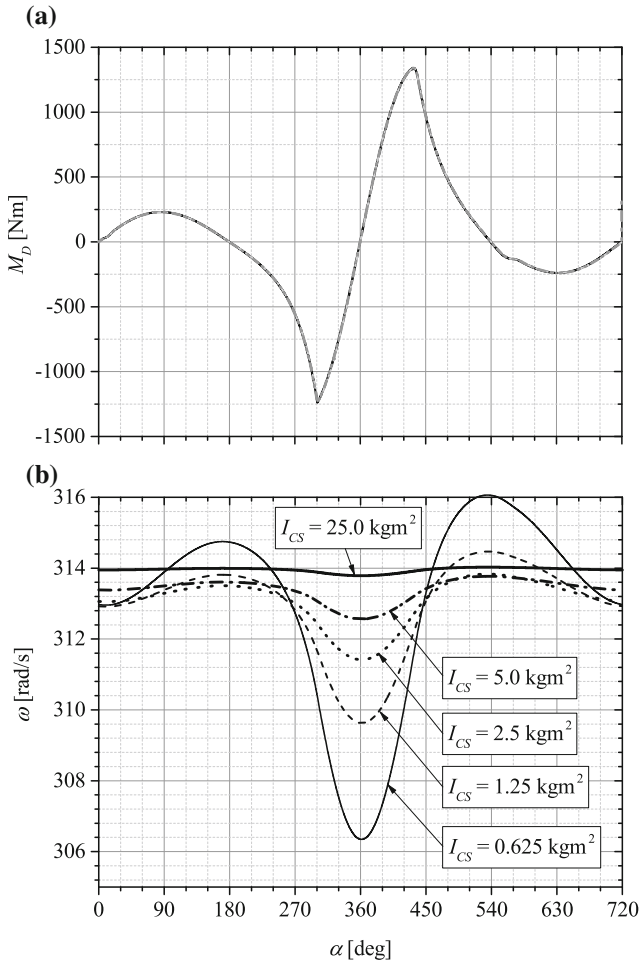 (a)
1500
1000
500
0
-500
-1000
-1500
M_D [Nm]
(b)
316
314
312
310
308
306
ω [rad/s]
I_CS = 25.0 kgm²
I_CS = 5.0 kgm²
I_CS = 2.5 kgm²
I_CS = 1.25 kgm²
I_CS = 0.625 kgm²
0 90 180 270 360 450 540 630 720
α [deg]